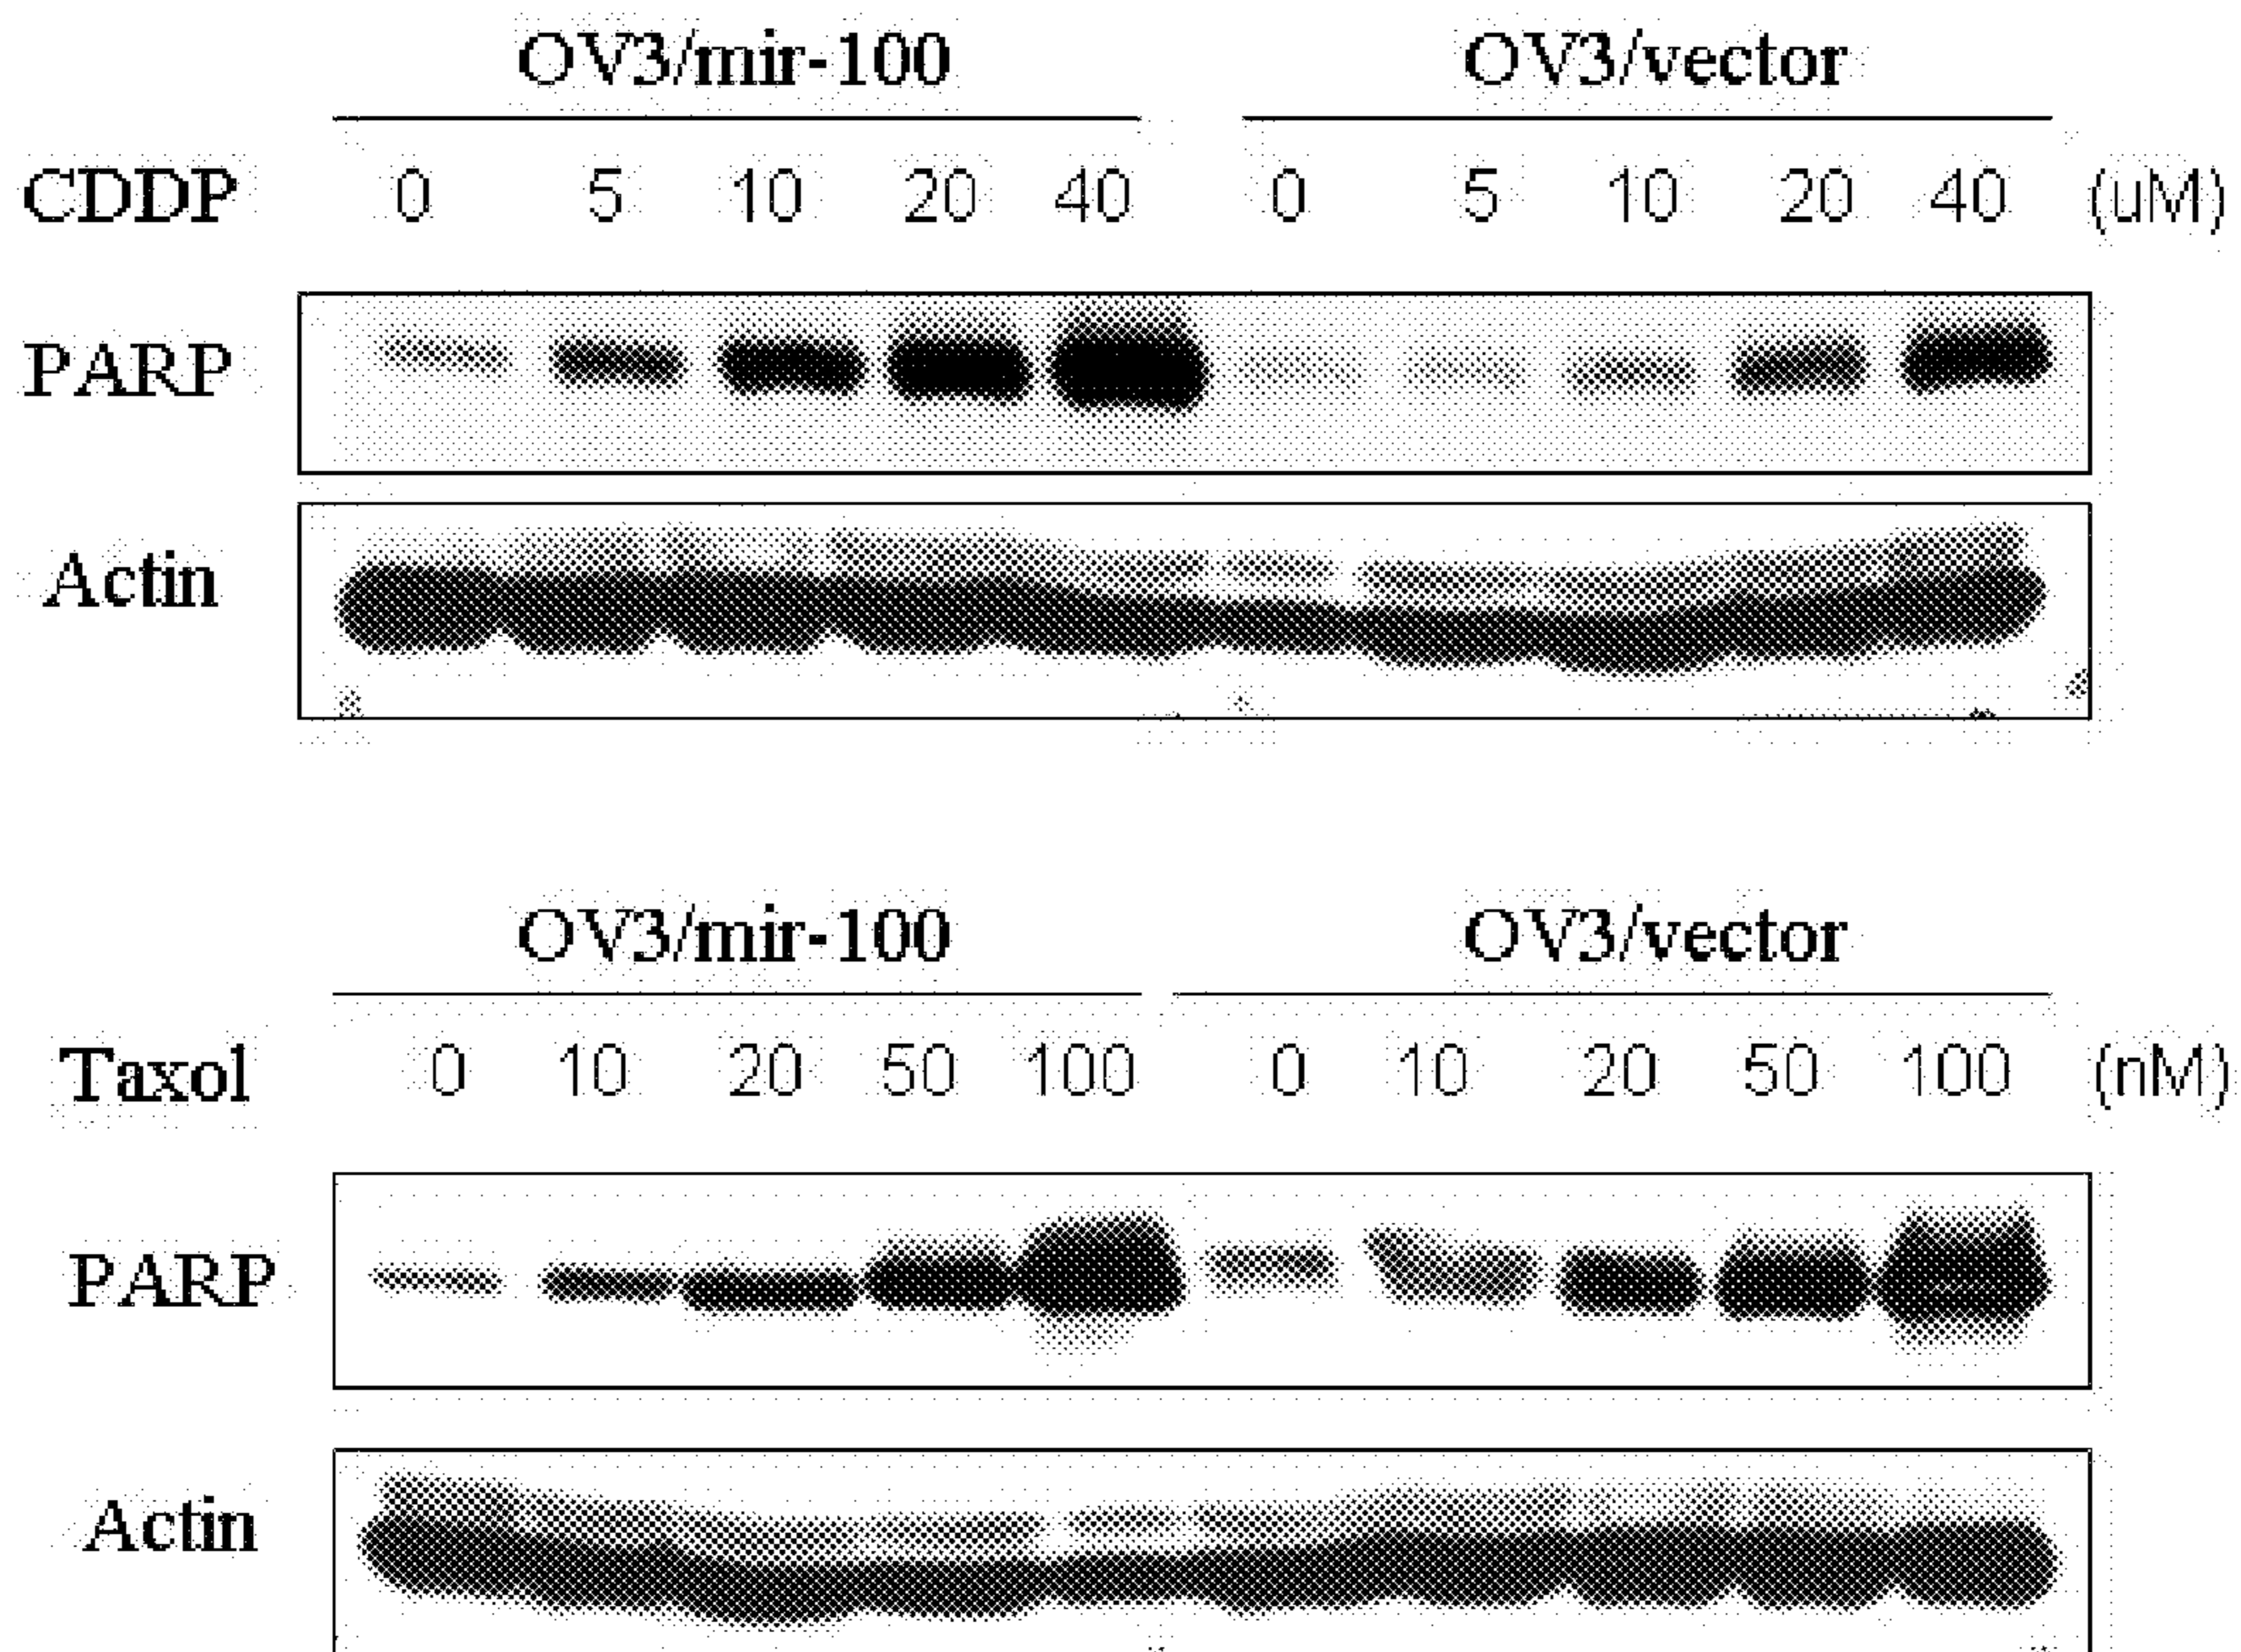 OV3/mir-100 OV3/vector
CDDP 0 5 10 20 40 0 5 10 20 40 (uM)
PARP
Actin
OV3/mir-100 OV3/vector
Taxol 0 10 20 50 100 0 10 20 50 100 (nM)
PARP
Actin